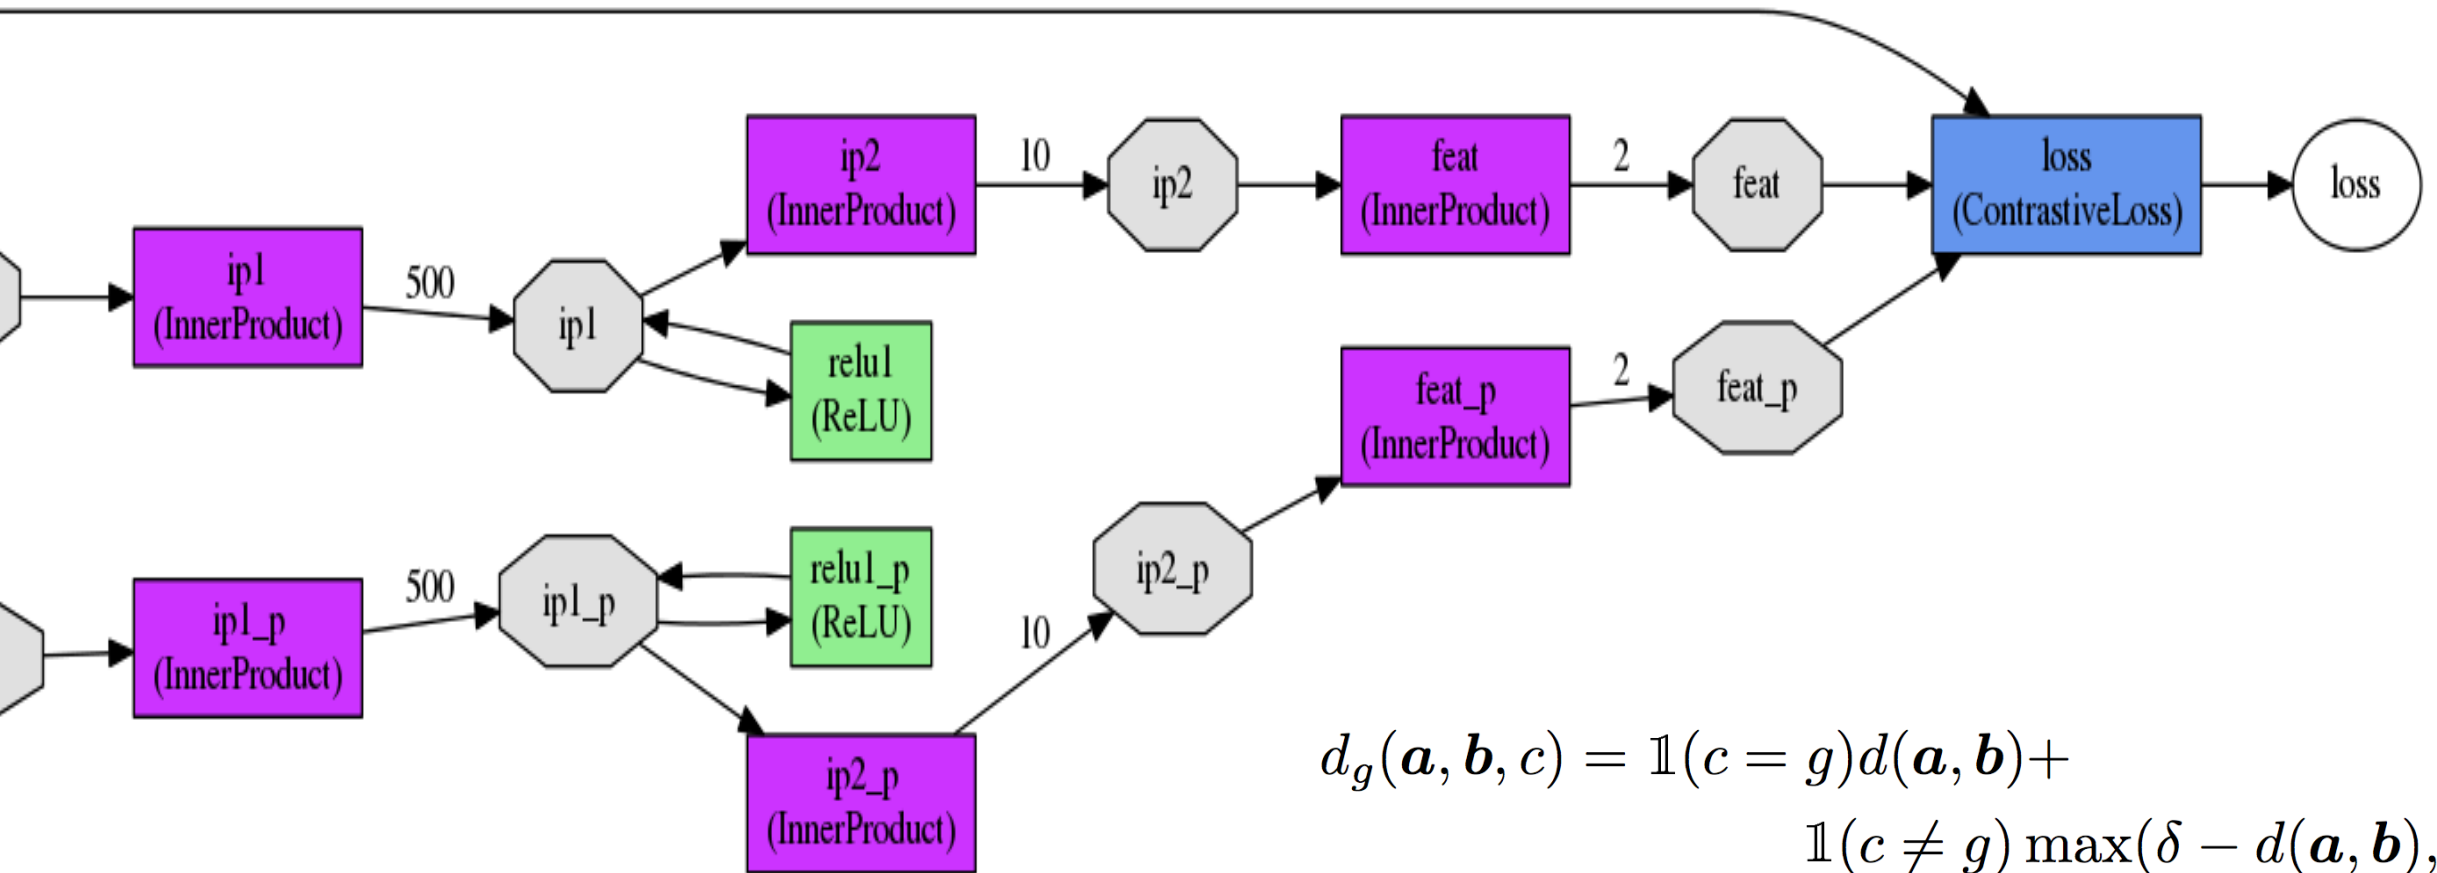 ip2
(InnerProduct)
10
ip2
feat
(InnerProduct)
2
feat
loss
(ContrastiveLoss)
loss
ip1
(InnerProduct)
500
ip1
relu1
(ReLU)
feat_p
(InnerProduct)
2
feat_p
ip1_p
(InnerProduct)
500
ip1_p
relu1_p
(ReLU)
10
ip2_p
ip2_p
(InnerProduct)
d_g(a, b, c) = 𝟙(c = g)d(a, b)+
𝟙(c ≠ g) max(δ − d(a, b),